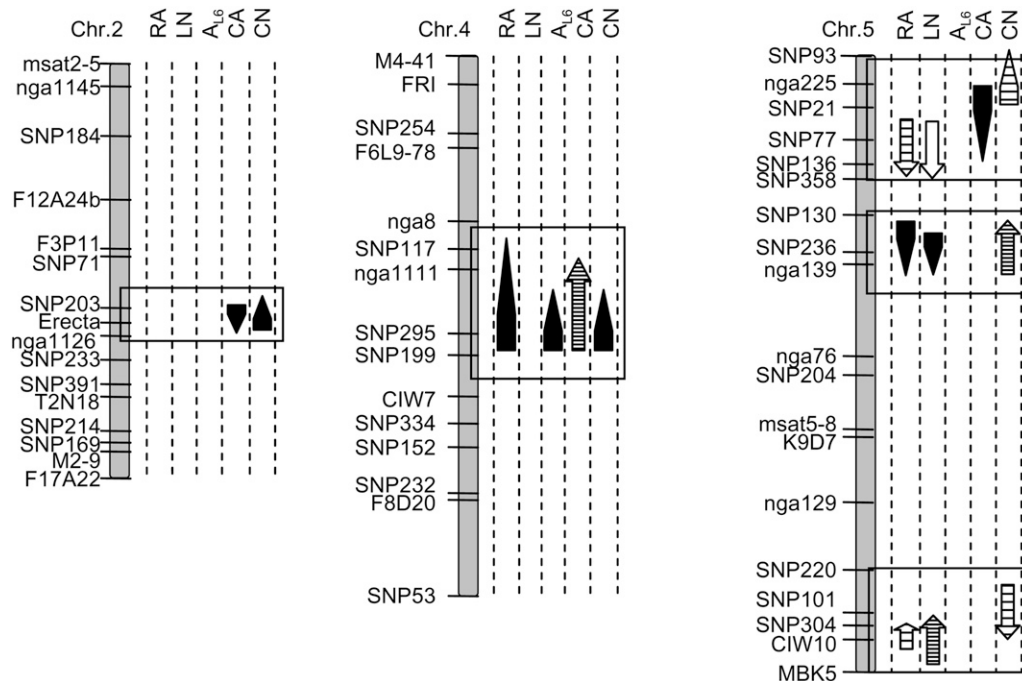 Chr.2 RA LN AL6 CA CN
msat2-5
nga1145
SNP184
F12A24b
F3P11
SNP71
SNP203
Erecta
nga1126
SNP233
SNP391
T2N18
SNP214
SNP169
M2-9
F17A22
Chr.4 RA LN AL6 CA CN
M4-41
FRI
SNP254
F6L9-78
nga8
SNP117
nga1111
SNP295
SNP199
CIW7
SNP334
SNP152
SNP232
F8D20
SNP53
Chr.5 RA LN AL6 CA CN
SNP93
nga225
SNP21
SNP77
SNP136
SNP358
SNP130
SNP236
nga139
nga76
SNP204
msat5-8
K9D7
nga129
SNP220
SNP101
SNP304
CIW10
MBK5